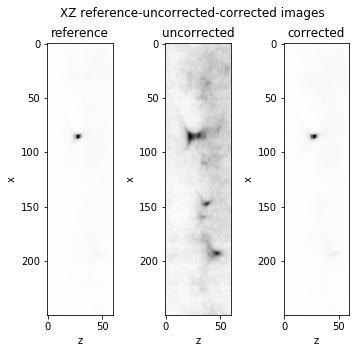 XZ reference-uncorrected-corrected images
reference uncorrected corrected
0 0 0
50 50 50
100 100 100
x x x
150 150 150
200 200 200
0 50 0 50 0 50
z z z